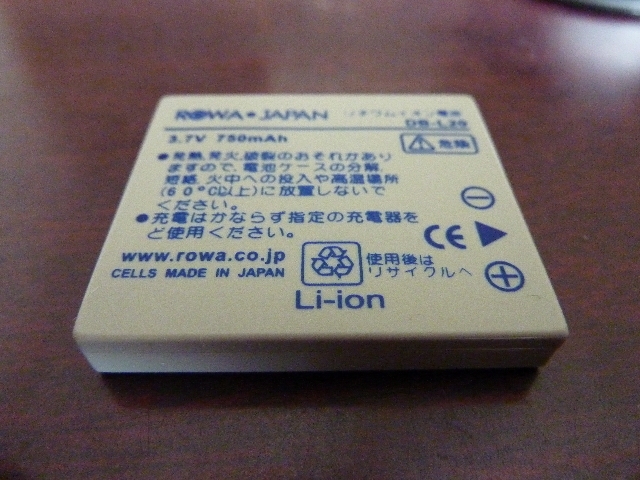 ROWA・JAPAN リチウムイオン電池
DB-L20
3.7V 750mAh
危険
●発熱、発火、破裂のおそれがあり
ますので、電池ケースの分解、
短絡、火中への投入や高温場所
(60°C以上)に放置しないで
ください。
●充電はかならず指定の充電器を
ど使用ください。
CE
www.rowa.co.jp
CELLS MADE IN JAPAN
使用後は
リサイクルへ
Li-ion